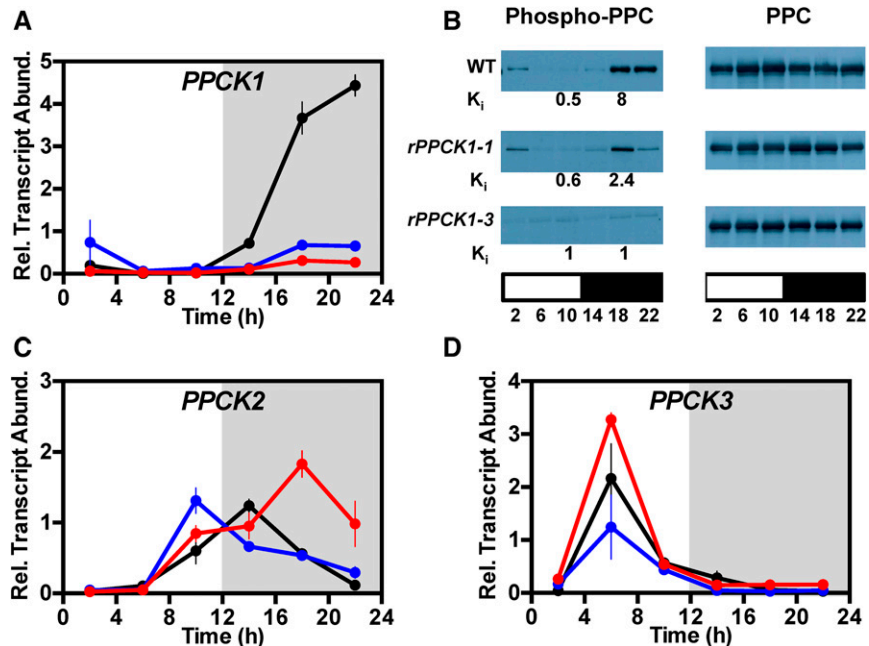 A
PPCK1
Rel. Transcript Abund.
5
4
3
2
1
0
0 4 8 12 16 20 24
Time (h)
B
Phospho-PPC PPC
WT
Ki 0.5 8
rPPCK1-1
Ki 0.6 2.4
rPPCK1-3
Ki 1 1
2 6 10 14 18 22 2 6 10 14 18 22
C
PPCK2
Rel. Transcript Abund.
3
2
1
0
0 4 8 12 16 20 24
Time (h)
D
PPCK3
Rel. Transcript Abund.
4
3
2
1
0
0 4 8 12 16 20 24
Time (h)